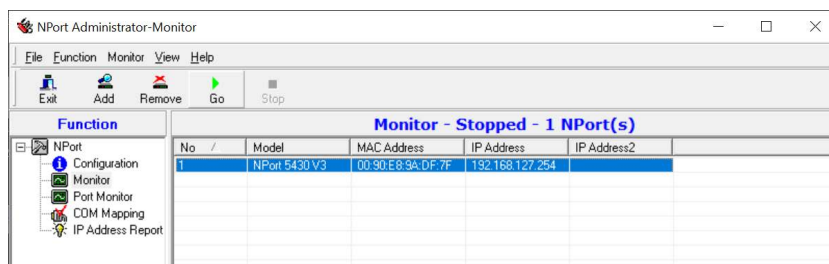 NPort Administrator-Monitor
File Function Monitor View Help
Exit Add Remove Go Stop
Function
Monitor - Stopped - 1 NPort(s)
NPort
Configuration
Monitor
Port Monitor
COM Mapping
IP Address Report
No / Model MAC Address IP Address IP Address2
1 NPort 5430 V3 00:90:E8:9A:DF:7F 192.168.127.254